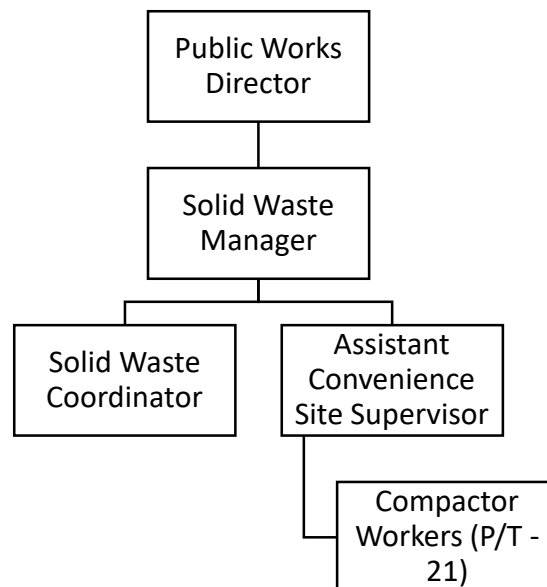 Public Works
Director
Solid Waste
Manager
Solid Waste
Coordinator
Assistant
Convenience
Site Supervisor
Compactor
Workers (P/T -
21)